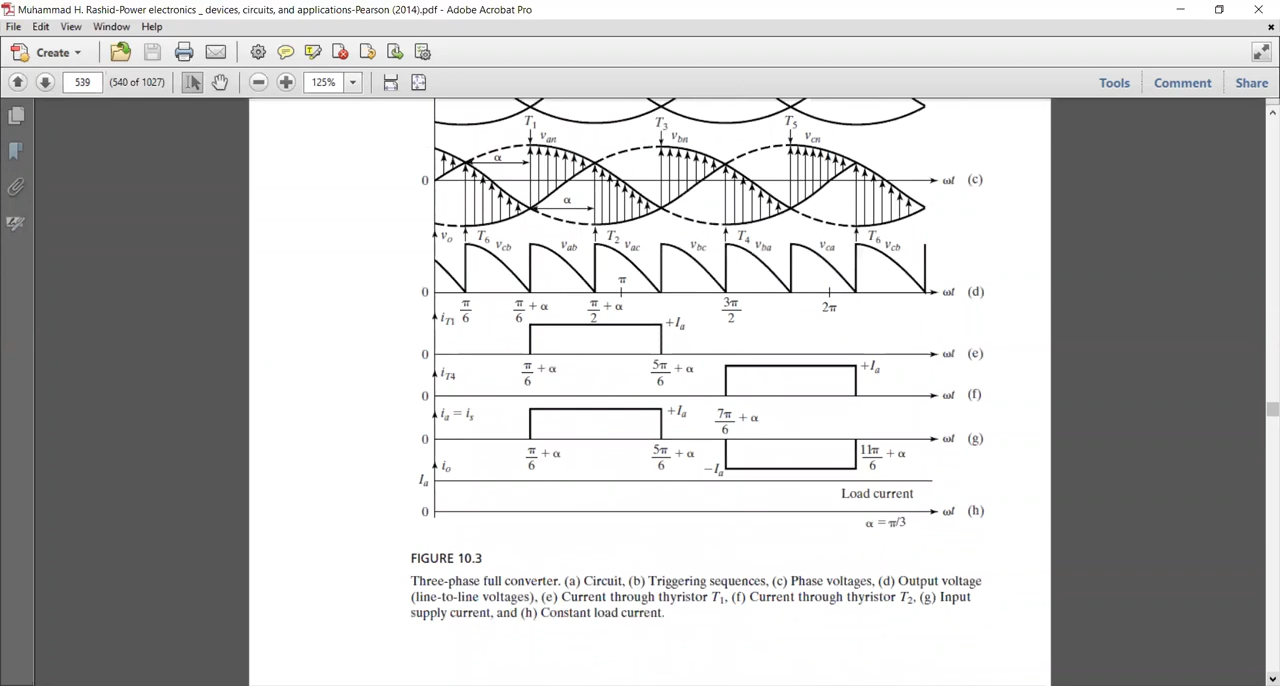 Muhammad H. Rashid-Power electronics _ devices, circuits, and applications-Pearson (2014).pdf - Adobe Acrobat Pro
File Edit View Window Help
Create
539 (540 of 1027) 125% Tools Comment Share
T1 T3 T5
van vbn vcn
α
0 ωt (c)
α
vo T6 vcb vab T2 vac vbc T4 vba vca T6 vcb
π
0 ωt (d)
π/6 π/6 + α π/2 + α 3π/2 2π
iT1 +Ia
0 ωt (e)
π/6 + α 5π/6 + α
iT4 +Ia
0 ωt (f)
ia = is +Ia 7π/6 + α
0 ωt (g)
π/6 + α 5π/6 + α −Ia 11π/6 + α
io
Ia
Load current
0 ωt (h)
α = π/3
FIGURE 10.3
Three-phase full converter. (a) Circuit, (b) Triggering sequences, (c) Phase voltages, (d) Output voltage
(line-to-line voltages), (e) Current through thyristor T1, (f) Current through thyristor T2, (g) Input
supply current, and (h) Constant load current.